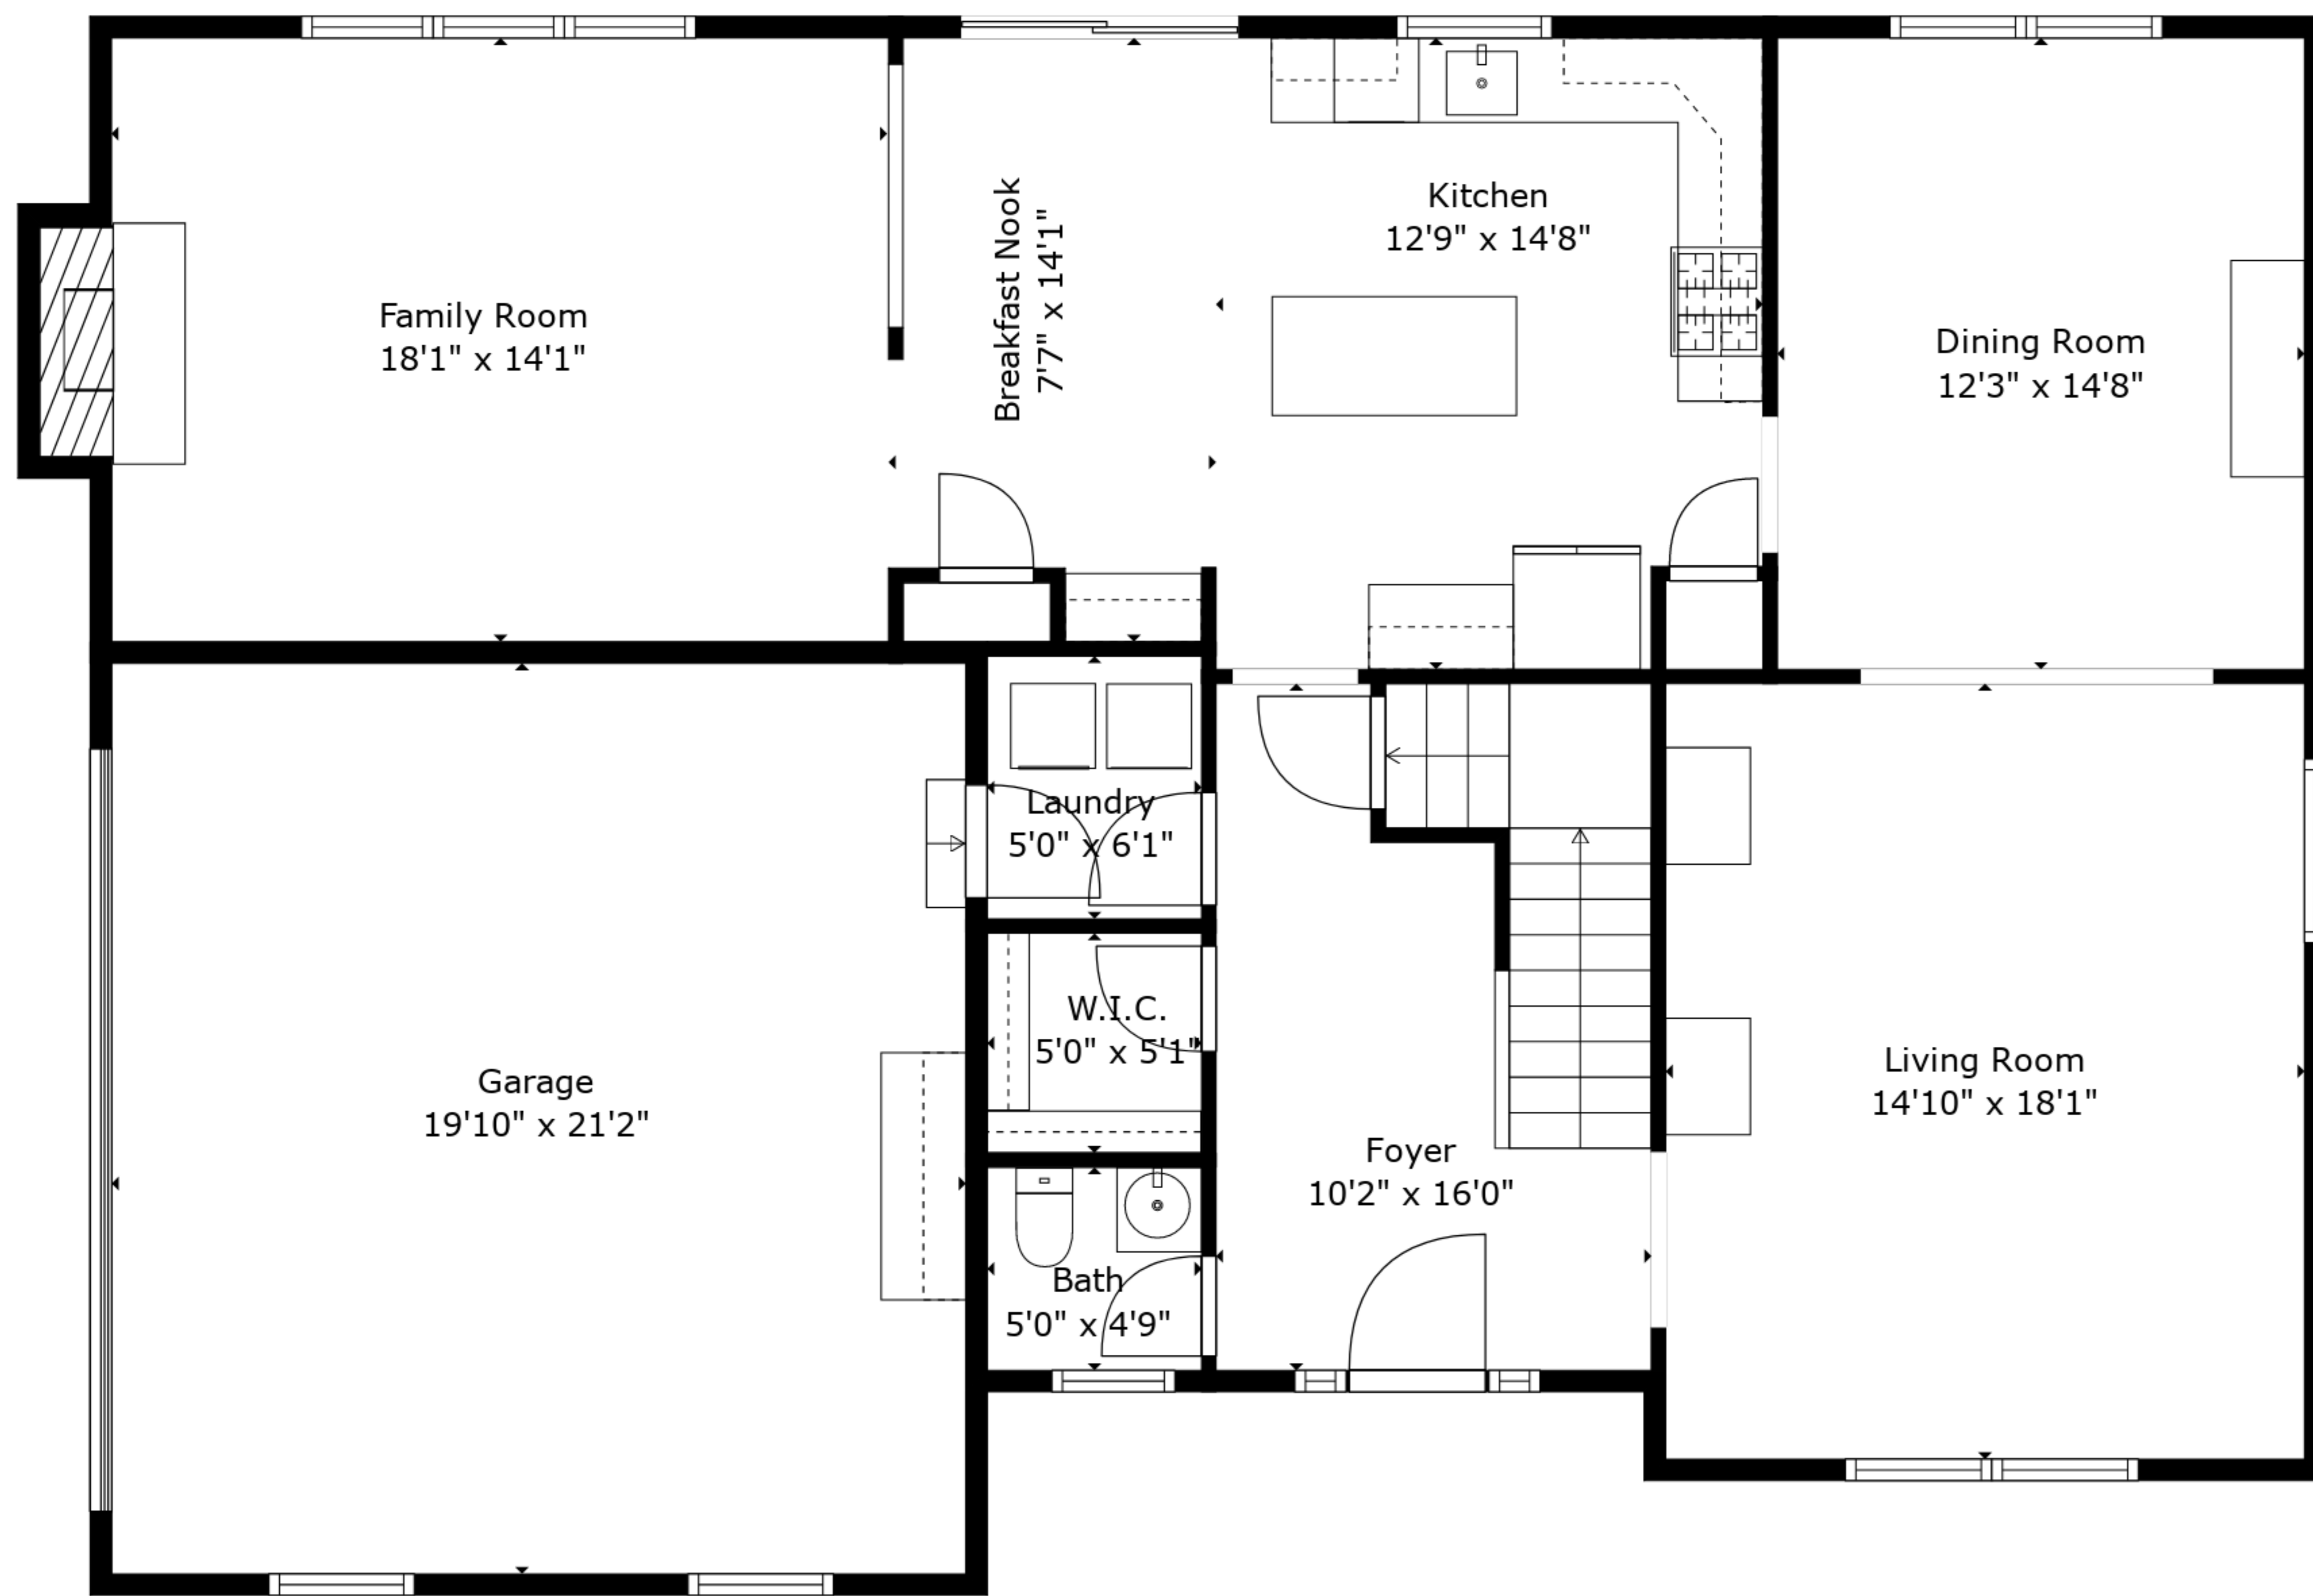 Family Room
18'1" x 14'1"
Breakfast Nook
7'7" x 14'1"
Kitchen
12'9" x 14'8"
Dining Room
12'3" x 14'8"
Laundry
5'0" x 6'1"
W.I.C.
5'0" x 5'1"
Garage
19'10" x 21'2"
Bath
5'0" x 4'9"
Foyer
10'2" x 16'0"
Living Room
14'10" x 18'1"